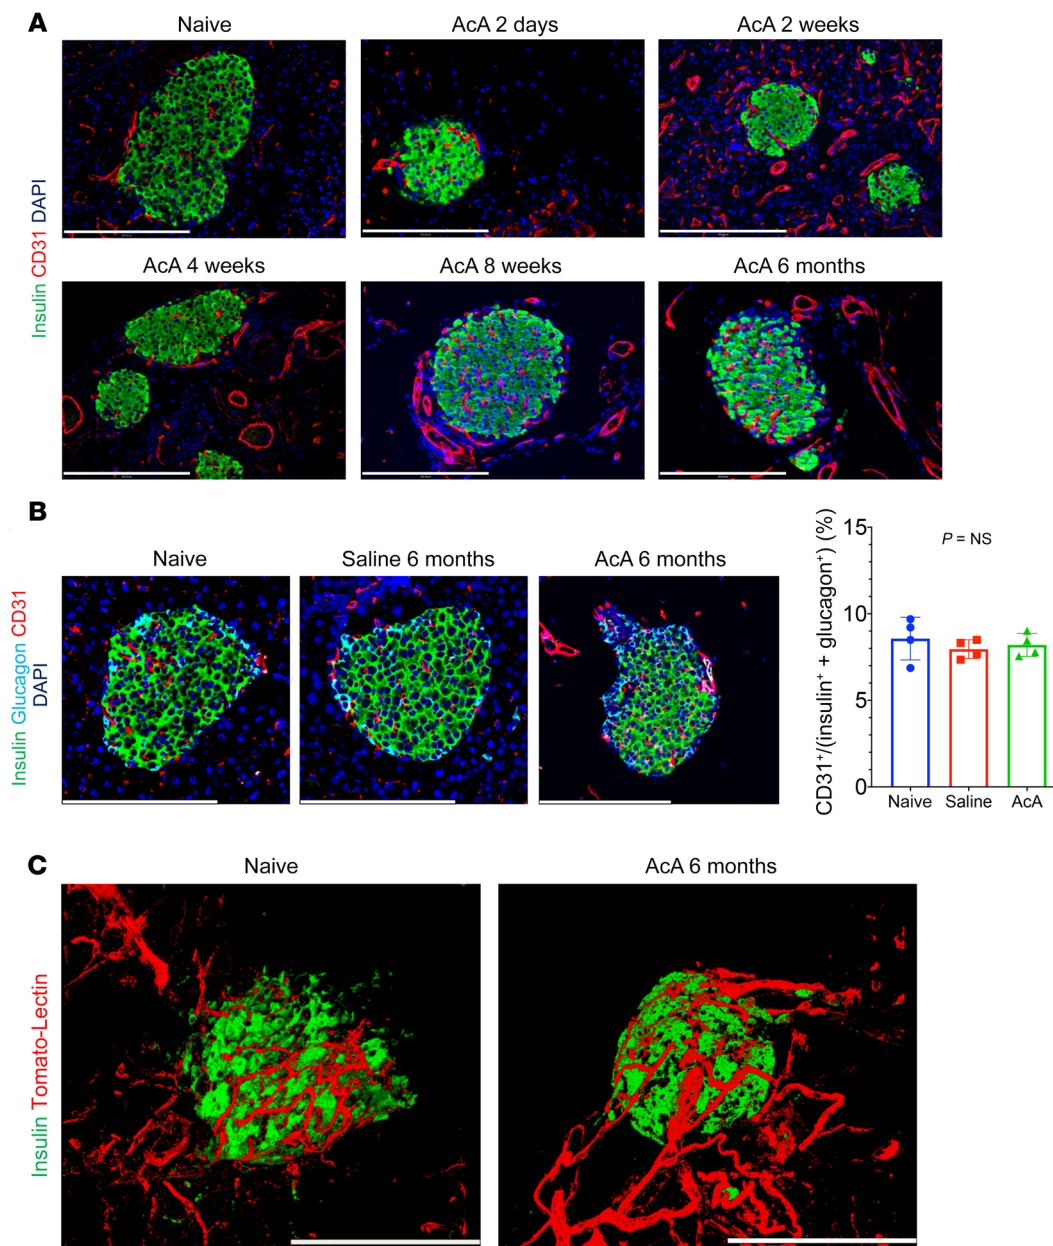 A
Naive
AcA 2 days
AcA 2 weeks
Insulin CD31 DAPI
AcA 4 weeks
AcA 8 weeks
AcA 6 months
B
Naive
Saline 6 months
AcA 6 months
Insulin Glucagon CD31
DAPI
CD31⁺/(insulin⁺ + glucagon⁺) (%)
15
10
5
0
P = NS
Naive
Saline
AcA
C
Naive
AcA 6 months
Insulin Tomato-Lectin